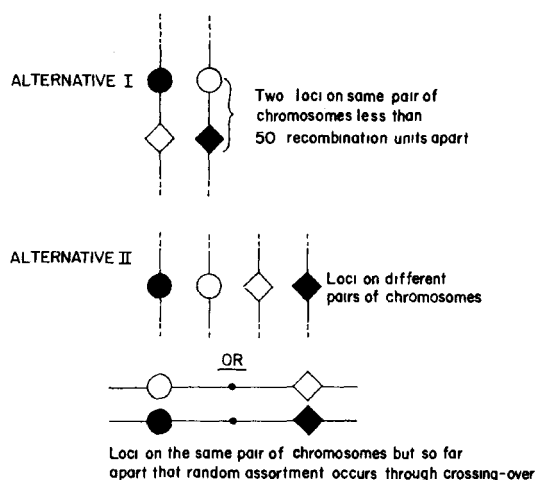 ALTERNATIVE I
Two loci on same pair of
chromosomes less than
50 recombination units apart
ALTERNATIVE II
Loci on different
pairs of chromosomes
OR
Loci on the same pair of chromosomes but so far
apart that random assortment occurs through crossing-over